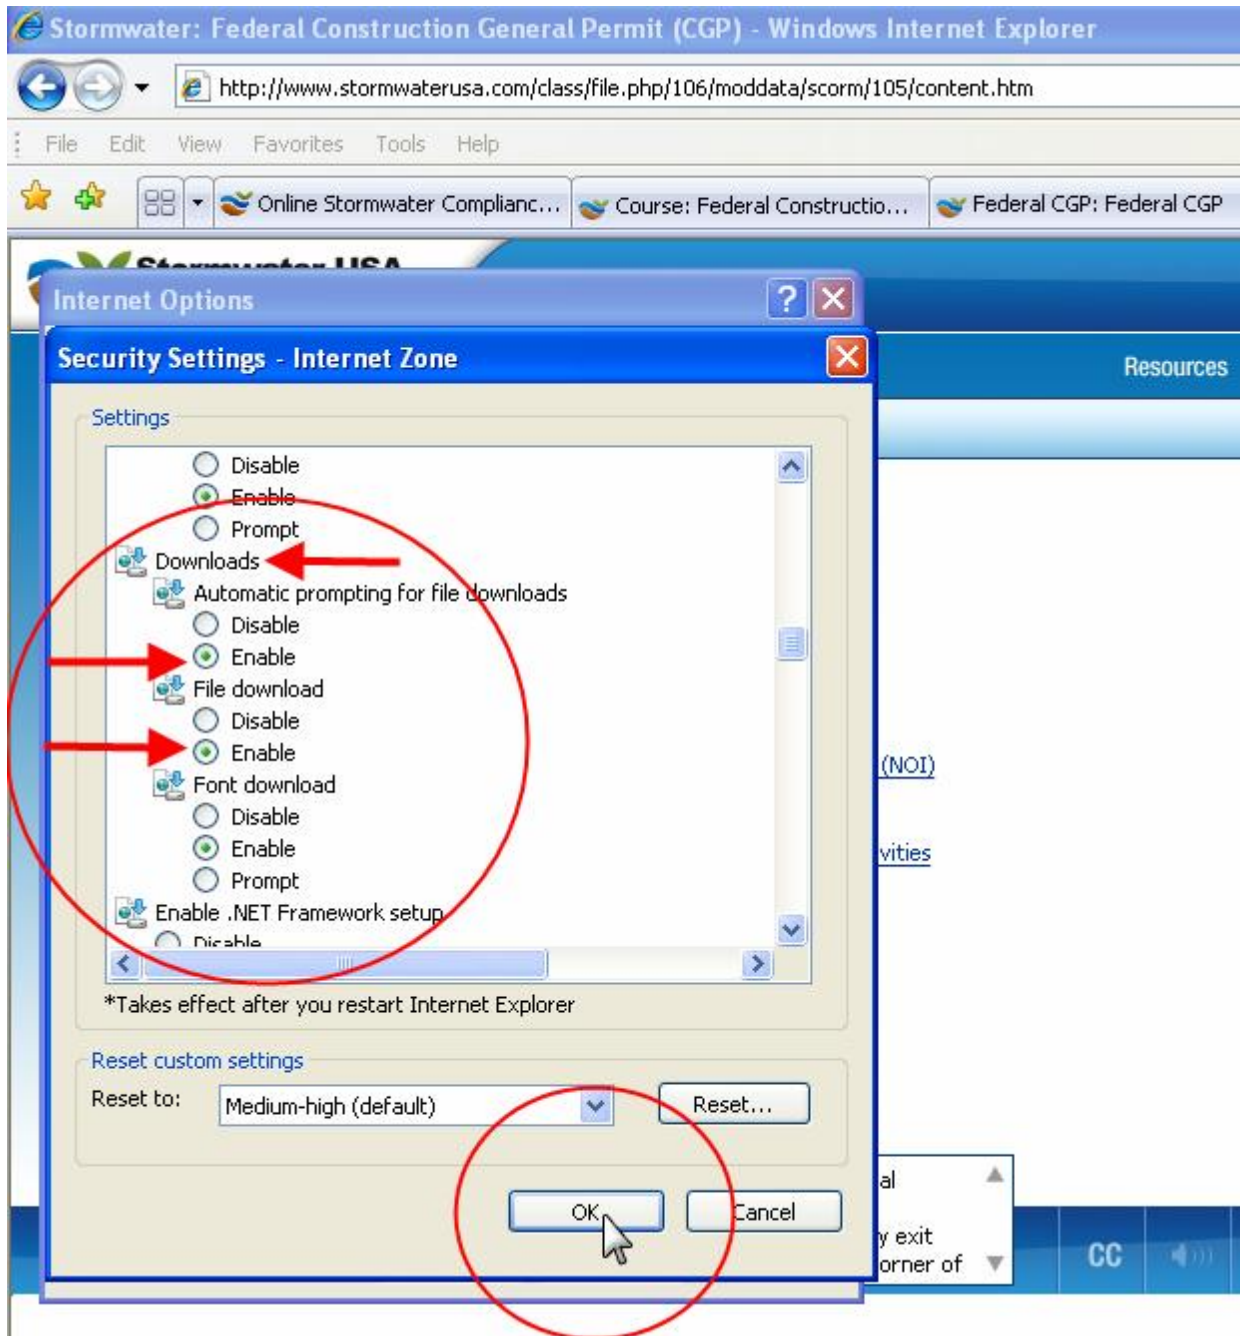 Stormwater: Federal Construction General Permit (CGP) - Windows Internet Explorer
http://www.stormwaterusa.com/class/file.php/106/moddata/scorm/105/content.htm
File Edit View Favorites Tools Help
Online Stormwater Complianc... Course: Federal Constructio... Federal CGP: Federal CGP
Stormwater USA
Internet Options
Security Settings - Internet Zone
Resources
Settings
Disable
Enable
Prompt
Downloads
Automatic prompting for file downloads
Disable
Enable
File download
Disable
Enable
(NOI)
Font download
Disable
Enable
vities
Prompt
Enable .NET Framework setup
Disable
*Takes effect after you restart Internet Explorer
Reset custom settings
Reset to: Medium-high (default) Reset...
al
OK Cancel
y exit
orner of
CC